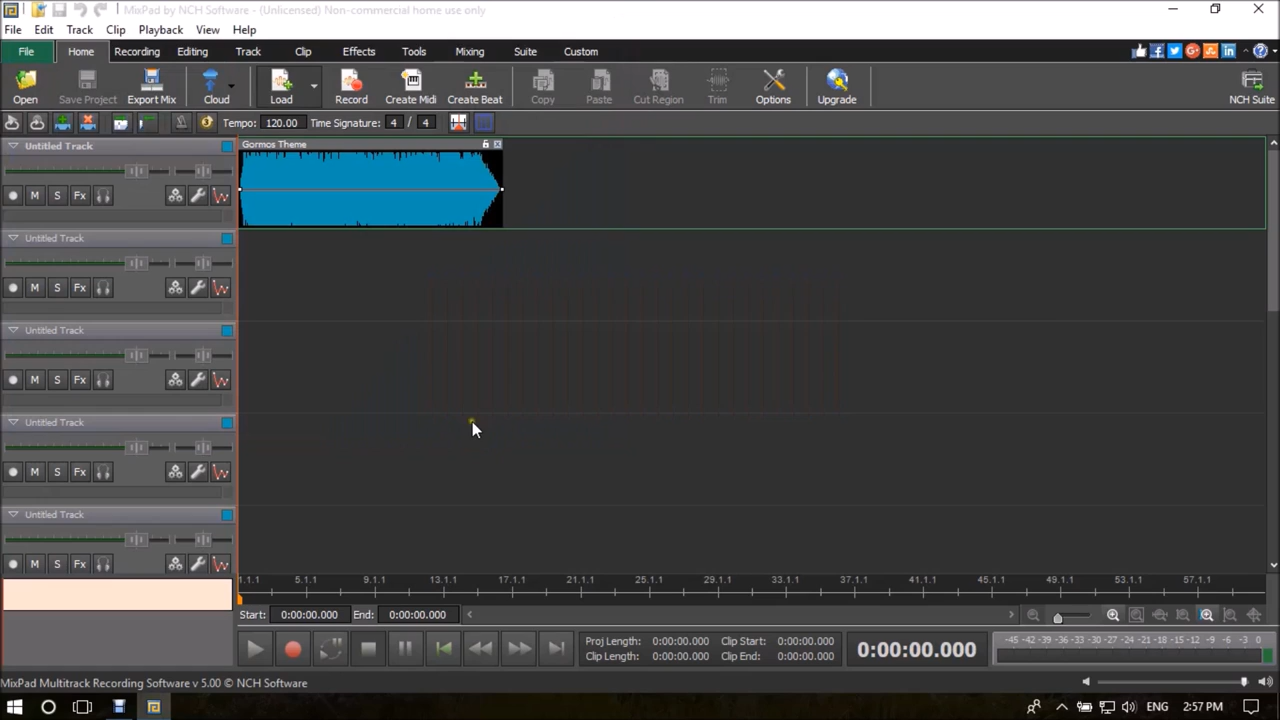 MixPad by NCH Software - (Unlicensed) Non-commercial home use only
File Edit Track Clip Playback View Help
File Home Recording Editing Track Clip Effects Tools Mixing Suite Custom
Open Save Project Export Mix Cloud Load Record Create Midi Create Beat Copy Paste Cut Region Trim Options Upgrade NCH Suite
Tempo: 120.00 Time Signature: 4 / 4
Untitled Track
Gormos Theme
M S Fx
Untitled Track
M S Fx
Untitled Track
M S Fx
Untitled Track
M S Fx
Untitled Track
M S Fx
1.1.1 5.1.1 9.1.1 13.1.1 17.1.1 21.1.1 25.1.1 29.1.1 33.1.1 37.1.1 41.1.1 45.1.1 49.1.1 53.1.1 57.1.1
Start: 0:00:00.000 End: 0:00:00.000
Proj Length: 0:00:00.000 Clip Start: 0:00:00.000
Clip Length: 0:00:00.000 Clip End: 0:00:00.000
0:00:00.000
-45 -42 -39 -36 -33 -30 -27 -24 -21 -18 -15 -12 -9 -6 -3 0
MixPad Multitrack Recording Software v 5.00 © NCH Software
ENG 2:57 PM